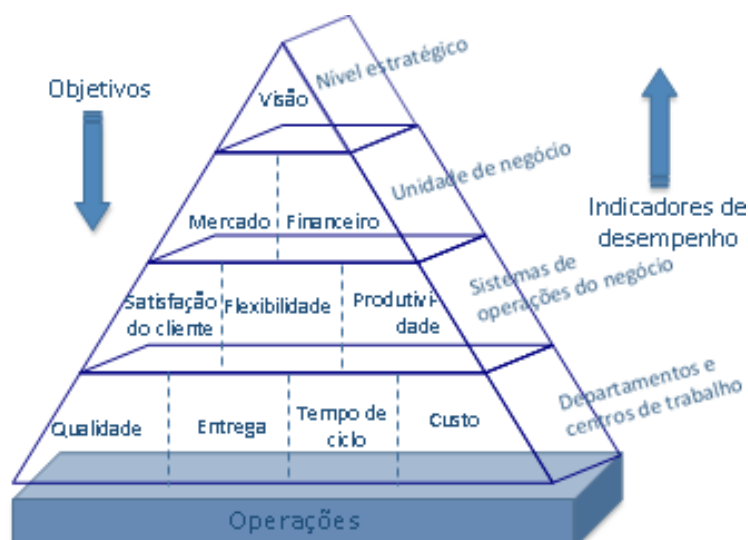 Nível estratégico
Objetivos
Visão
Unidade de negócio
Indicadores de
desempenho
Mercado
Financeiro
Sistemas de
operações do negócio
Satisfação
do cliente
Flexibilidade
Produtivi-
dade
Departamentos e
centros de trabalho
Qualidade
Entrega
Tempo de
ciclo
Custo
Operações